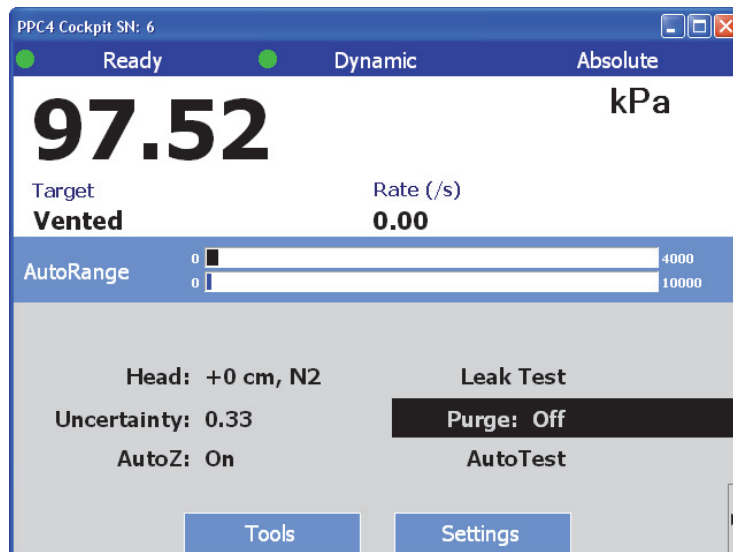 PPC4 Cockpit SN: 6
Ready Dynamic Absolute
97.52 kPa
Target Rate (/s)
Vented 0.00
AutoRange
0 4000
0 10000
Head: +0 cm, N2 Leak Test
Uncertainty: 0.33 Purge: Off
AutoZ: On AutoTest
Tools Settings